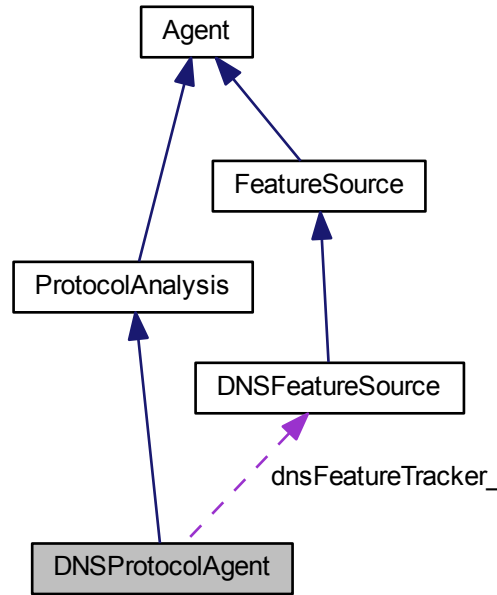 Agent
FeatureSource
ProtocolAnalysis
DNSFeatureSource
dnsFeatureTracker_
DNSProtocolAgent